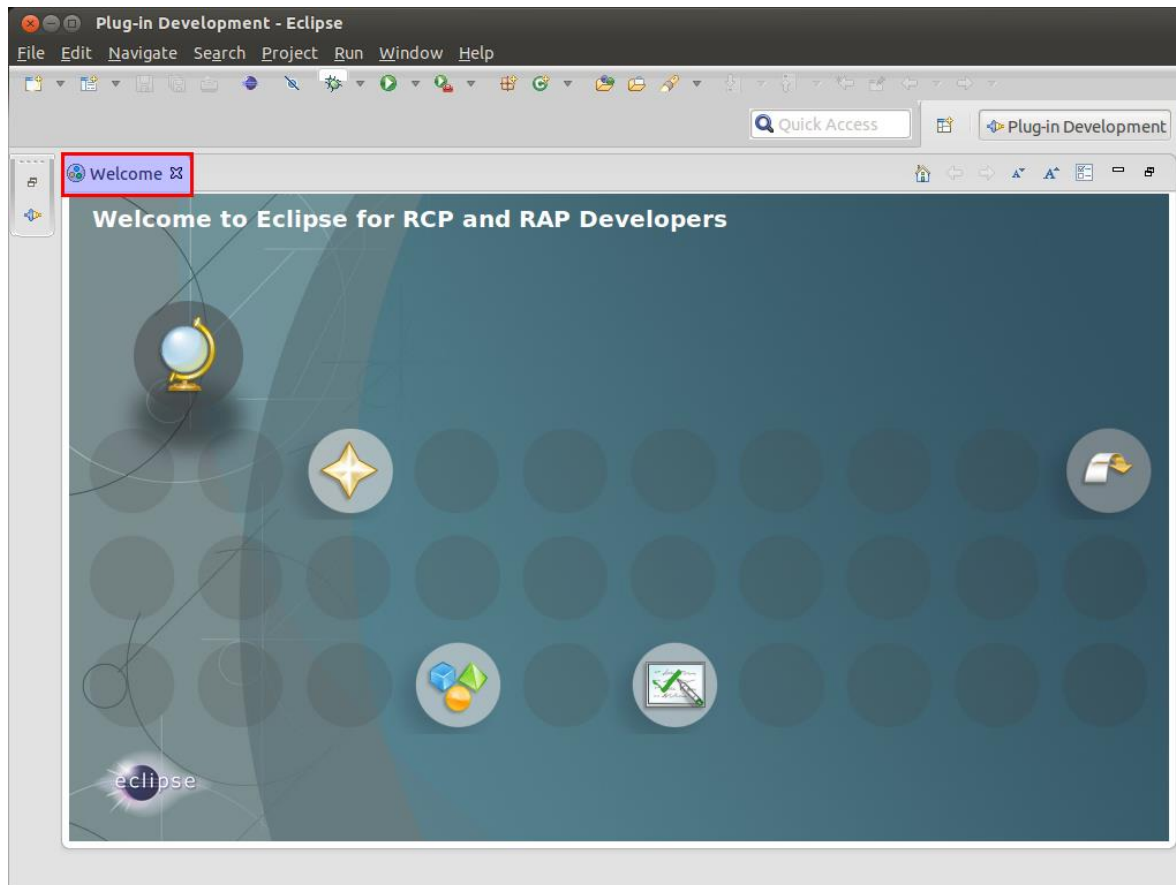 Plug-in Development - Eclipse
File Edit Navigate Search Project Run Window Help
Quick Access
Plug-in Development
Welcome
Welcome to Eclipse for RCP and RAP Developers
eclipse